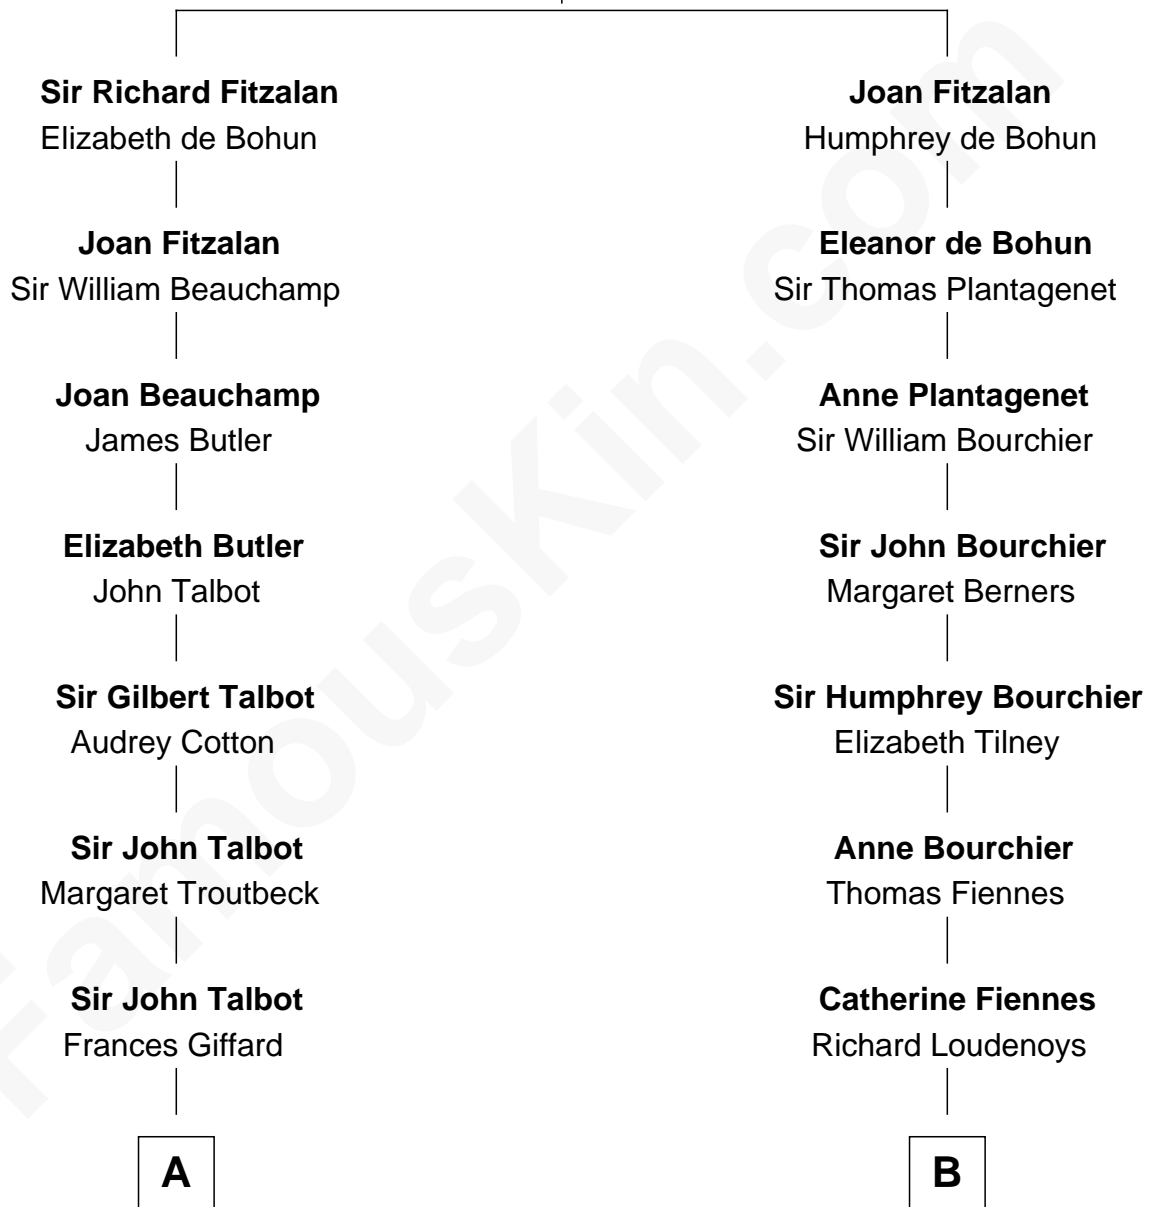 Sir Richard Fitzalan
Elizabeth de Bohun
Joan Fitzalan
Humphrey de Bohun
Joan Fitzalan
Sir William Beauchamp
Eleanor de Bohun
Sir Thomas Plantagenet
Joan Beauchamp
James Butler
Anne Plantagenet
Sir William Bourchier
Elizabeth Butler
John Talbot
Sir John Bourchier
Margaret Berners
Sir Gilbert Talbot
Audrey Cotton
Sir Humphrey Bourchier
Elizabeth Tilney
Sir John Talbot
Margaret Troutbeck
Anne Bourchier
Thomas Fiennes
Sir John Talbot
Frances Giffard
Catherine Fiennes
Richard Loudenoys
A
B
FamousKin.com